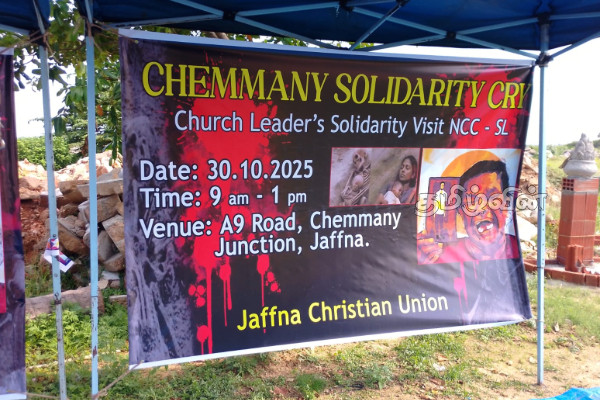 CHEMMANY SOLIDARITY CRY
Church Leader's Solidarity Visit NCC - SL
Date: 30.10.2025
Time: 9 am - 1 pm
Venue: A9 Road, Chemmany
Junction, Jaffna.
தமிழ்வின்
Jaffna Christian Union